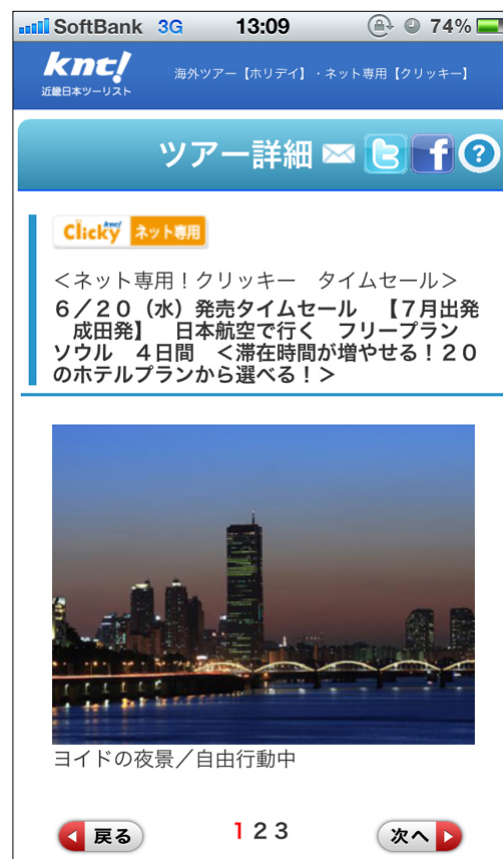 SoftBank 3G 13:09 74%
knt!
近畿日本ツーリスト
海外ツアー【ホリデイ】・ネット専用【クリッキー】
ツアー詳細
Clicky knt! ネット専用
＜ネット専用！クリッキー　タイムセール＞
６／２０（水）発売タイムセール　【７月出発
成田発】　日本航空で行く　フリープラン
ソウル　４日間　＜滞在時間が増やせる！２０
のホテルプランから選べる！＞
ヨイドの夜景／自由行動中
戻る 1 2 3 次へ